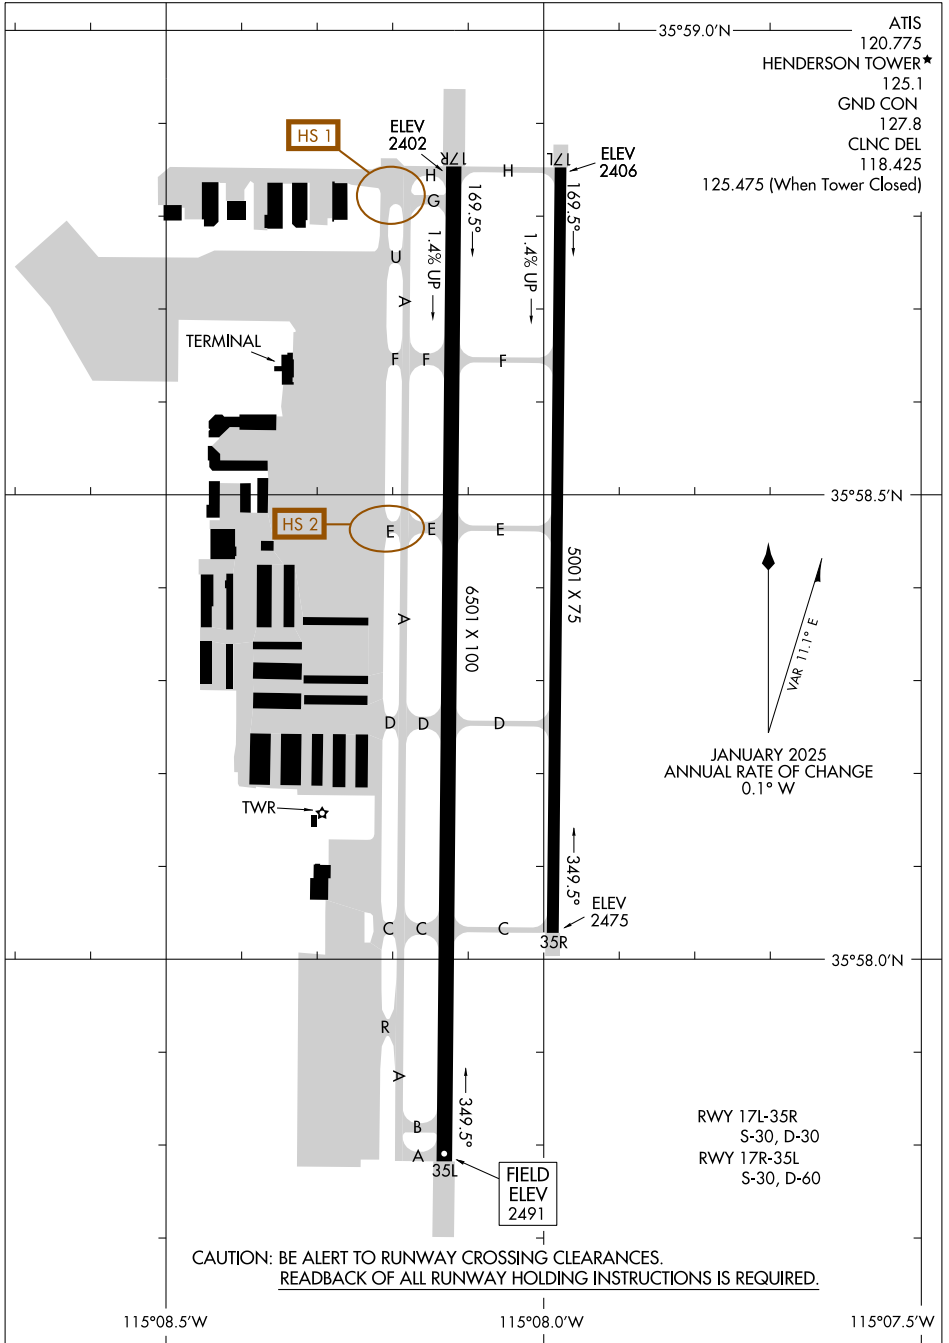 ATIS
120.775
HENDERSON TOWER★
125.1
GND CON
127.8
CLNC DEL
118.425
125.475 (When Tower Closed)
35°59.0'N
HS 1
ELEV
2402
17R
17L
ELEV
2406
H
H
G
169.5°
169.5°
1.4% UP
1.4% UP
U
A
TERMINAL
F
F
F
35°58.5'N
HS 2
E
E
E
5001 X 75
6501 X 100
A
VAR 11.1° E
D
D
D
JANUARY 2025
ANNUAL RATE OF CHANGE
0.1° W
TWR
349.5°
ELEV
2475
C
C
C
35R
35°58.0'N
R
A
349.5°
B
A
35L
RWY 17L-35R
S-30, D-30
RWY 17R-35L
S-30, D-60
FIELD
ELEV
2491
CAUTION: BE ALERT TO RUNWAY CROSSING CLEARANCES.
READBACK OF ALL RUNWAY HOLDING INSTRUCTIONS IS REQUIRED.
115°08.5'W
115°08.0'W
115°07.5'W